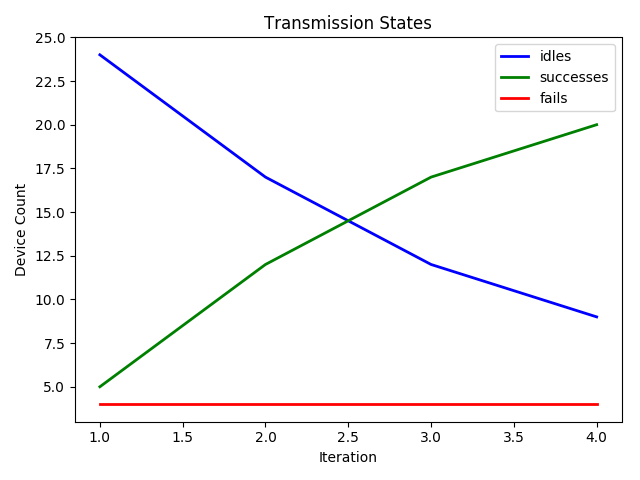 Transmission States
25.0
22.5
20.0
17.5
15.0
12.5
10.0
7.5
5.0
Device Count
idles
successes
fails
1.0 1.5 2.0 2.5 3.0 3.5 4.0
Iteration